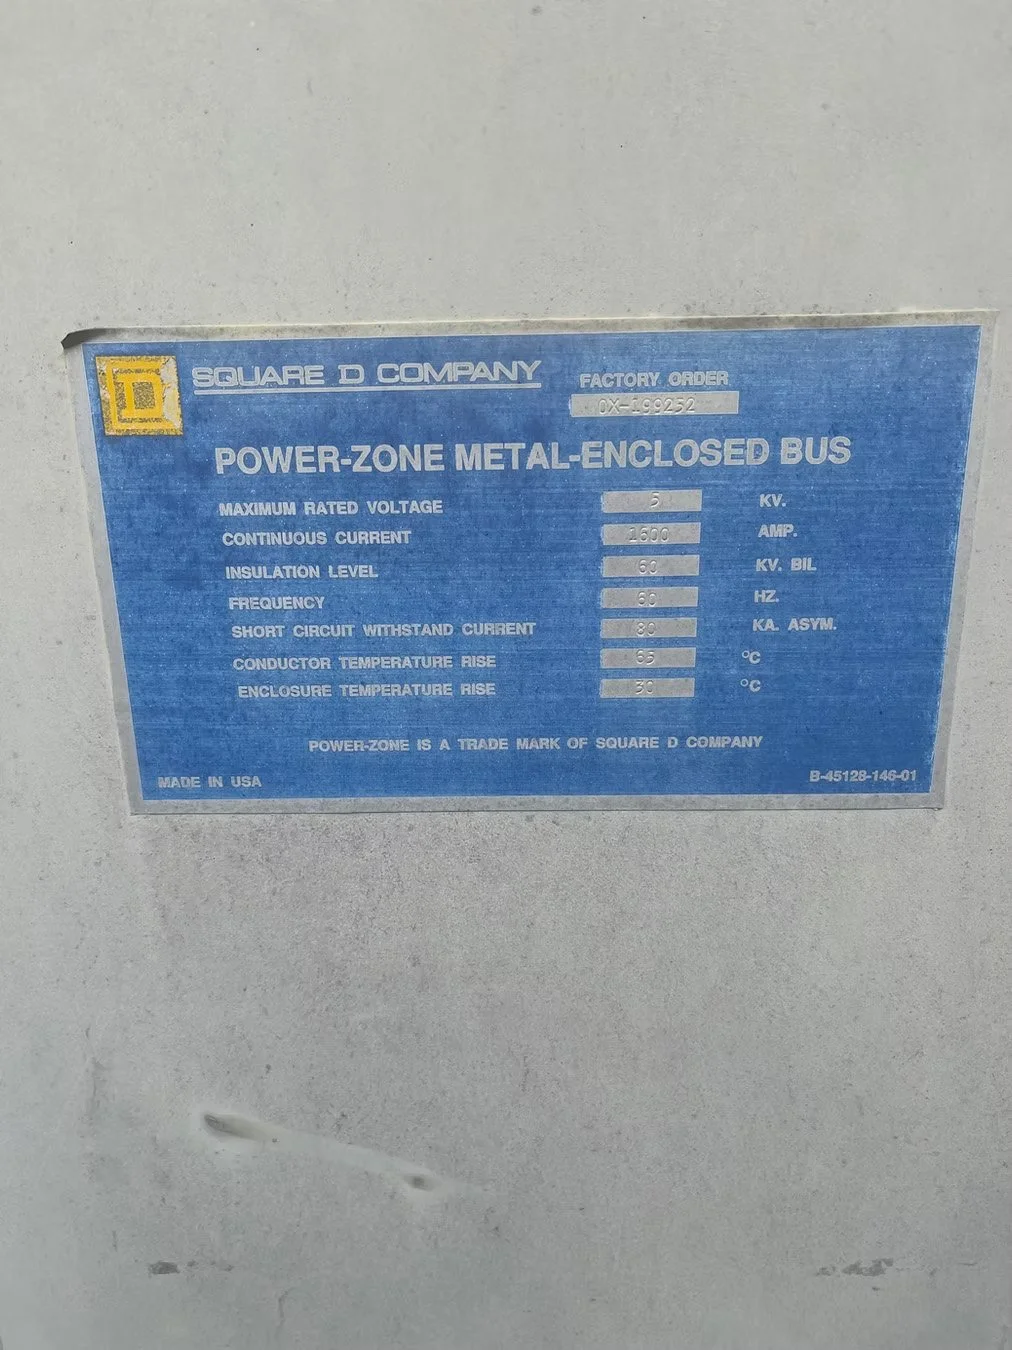 D SQUARE D COMPANY
FACTORY ORDER
0X-199252
POWER-ZONE METAL-ENCLOSED BUS
MAXIMUM RATED VOLTAGE 5 KV.
CONTINUOUS CURRENT 1600 AMP.
INSULATION LEVEL 60 KV. BIL
FREQUENCY 60 HZ.
SHORT CIRCUIT WITHSTAND CURRENT 80 KA. ASYM.
CONDUCTOR TEMPERATURE RISE 65 °C
ENCLOSURE TEMPERATURE RISE 30 °C
POWER-ZONE IS A TRADE MARK OF SQUARE D COMPANY
MADE IN USA
B-45128-146-01